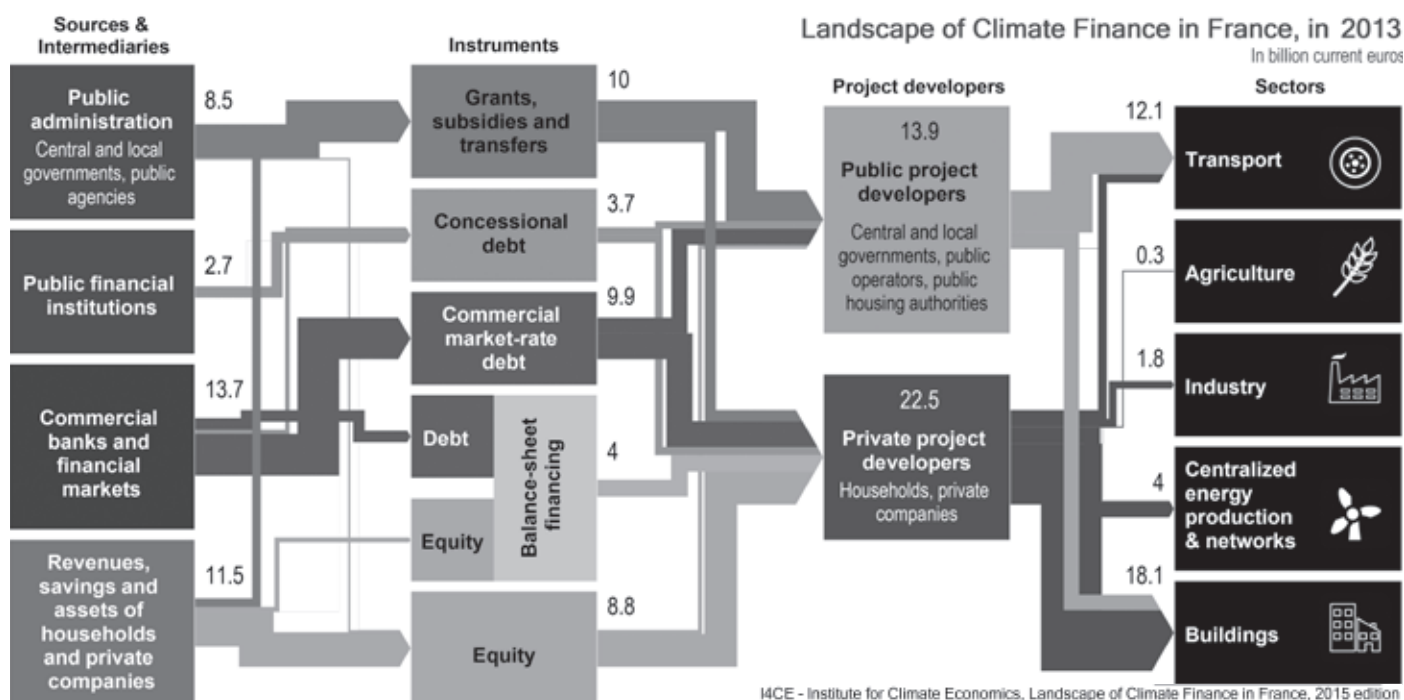 Landscape of Climate Finance in France, in 2013
In billion current euros
Sources &
Intermediaries
Public
administration
Central and local
governments, public
agencies
8.5
Public financial
institutions
2.7
Commercial
banks and
financial
markets
13.7
Revenues,
savings and
assets of
households
and private
companies
11.5
Instruments
Grants,
subsidies and
transfers
10
Concessional
debt
3.7
Commercial
market-rate
debt
9.9
Debt
Equity
Balance-sheet
financing
4
Equity
8.8
Project developers
13.9
Public project
developers
Central and local
governments, public
operators, public
housing authorities
22.5
Private project
developers
Households, private
companies
Sectors
12.1
Transport
0.3
Agriculture
1.8
Industry
4
Centralized
energy
production
& networks
18.1
Buildings
I4CE - Institute for Climate Economics, Landscape of Climate Finance in France, 2015 edition